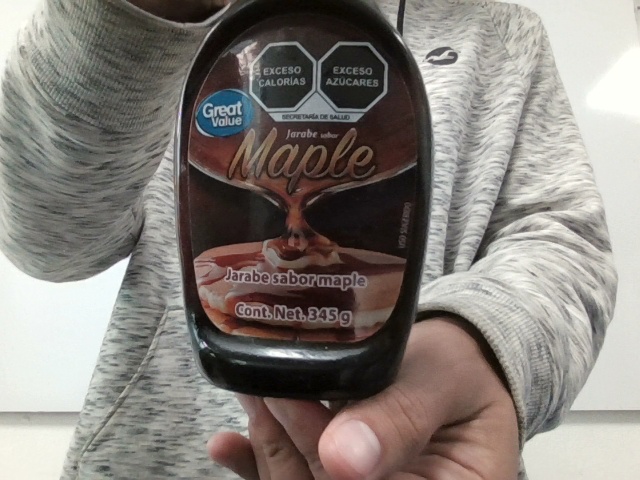 EXCESO CALORÍAS
EXCESO AZÚCARES
SECRETARÍA DE SALUD
Great Value
Jarabe sabor
Maple
Jarabe sabor maple
Cont. Net. 345 g